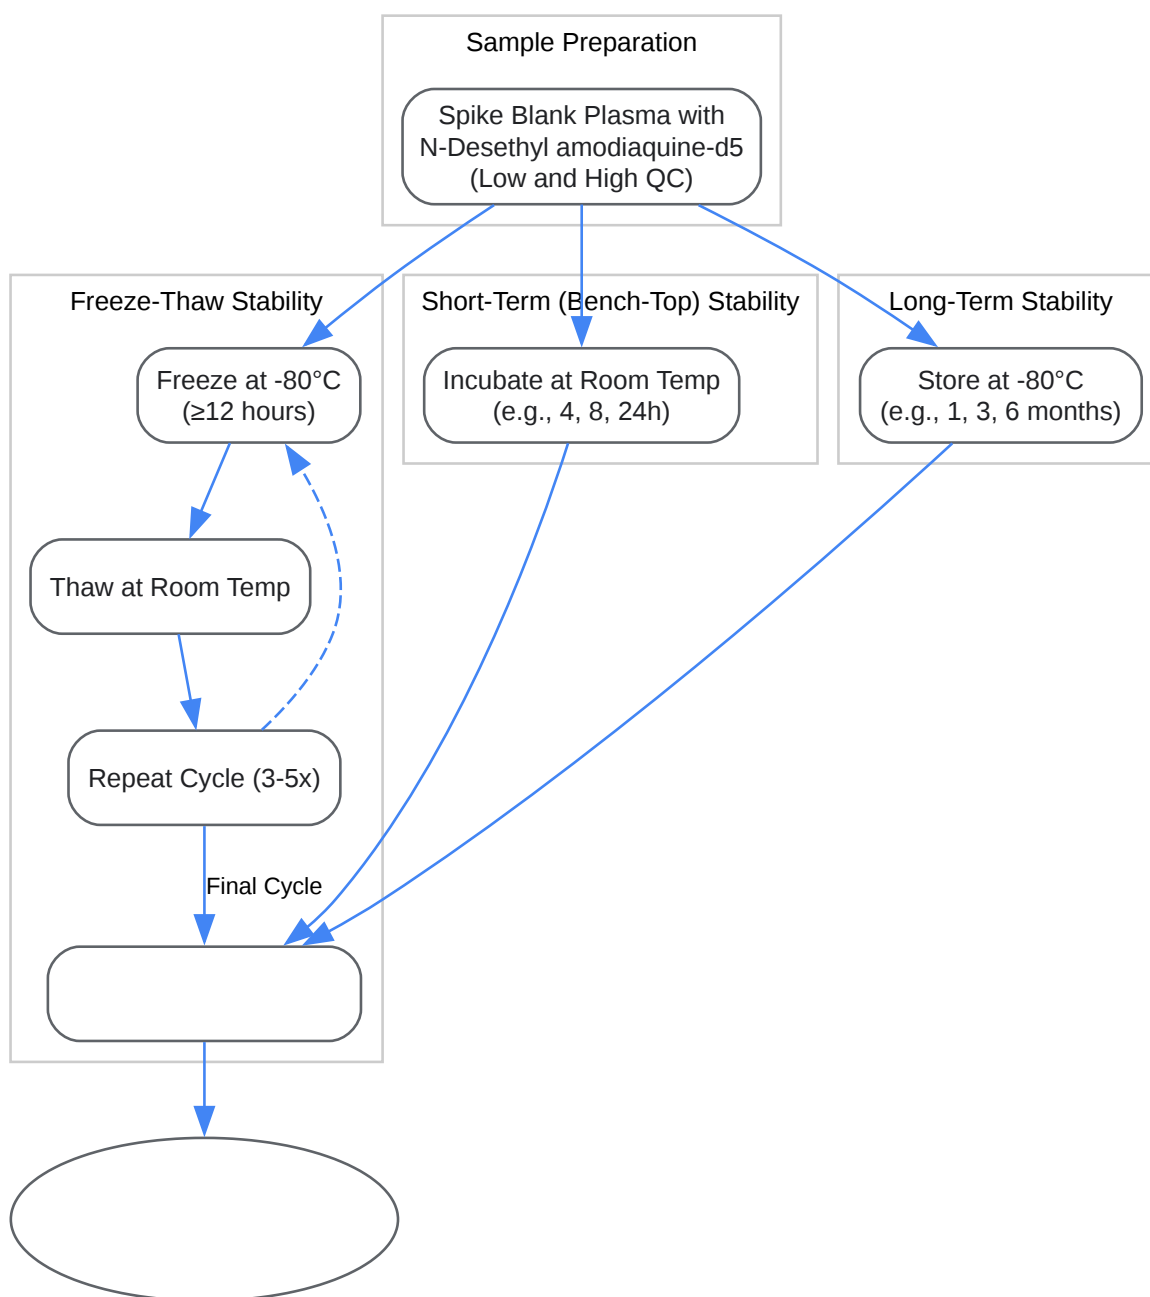 Sample Preparation
Spike Blank Plasma with
N-Desethyl amodiaquine-d5
(Low and High QC)
Freeze-Thaw Stability
Short-Term (Bench-Top) Stability
Long-Term Stability
Freeze at -80°C
(≥12 hours)
Incubate at Room Temp
(e.g., 4, 8, 24h)
Store at -80°C
(e.g., 1, 3, 6 months)
Thaw at Room Temp
Repeat Cycle (3-5x)
Final Cycle